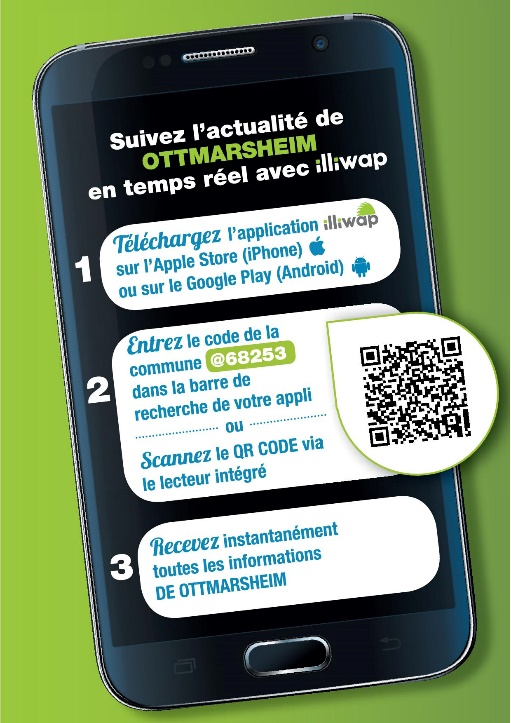 Suivez l'actualité de
OTTMARSHEIM
en temps réel avec illiwap
1
Téléchargez l'application illiwap
sur l'Apple Store (iPhone)
ou sur le Google Play (Android)
2
Entrez le code de la
commune @68253
dans la barre de
recherche de votre appli
ou
Scannez le QR CODE via
le lecteur intégré
3
Recevez instantanément
toutes les informations
DE OTTMARSHEIM